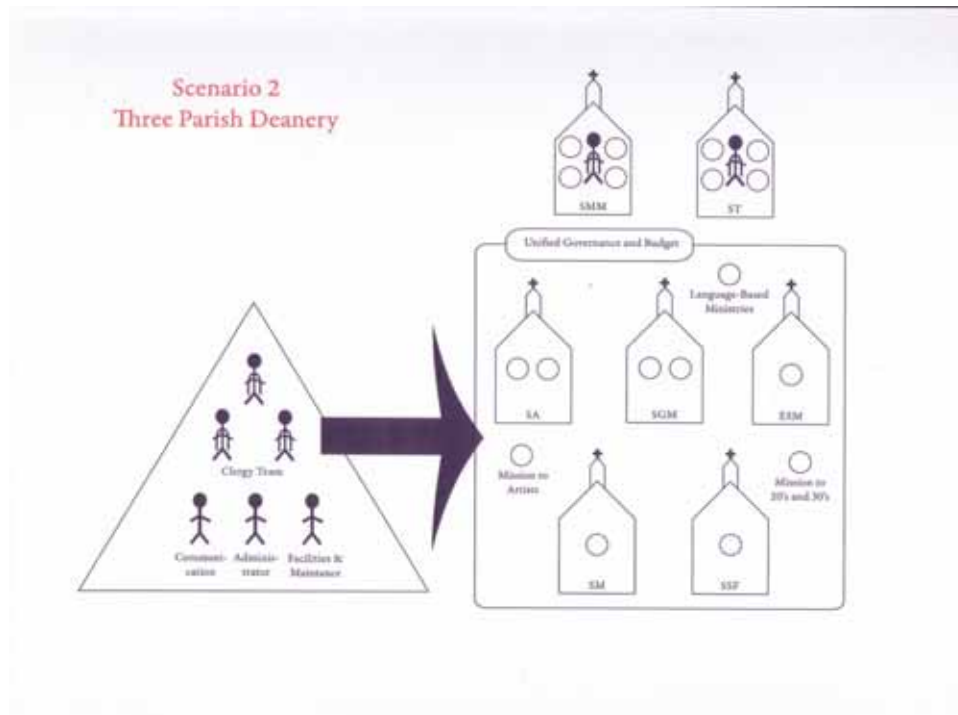 Scenario 2
Three Parish Deanery
SMM
ST
Unified Governance and Budget
Language-Based
Ministries
SA
SGM
ESM
Clergy Team
Mission to
Artists
Mission to
20's and 30's
Communi-
cation
Adminis-
trator
Facilities &
Maintance
SM
SSF